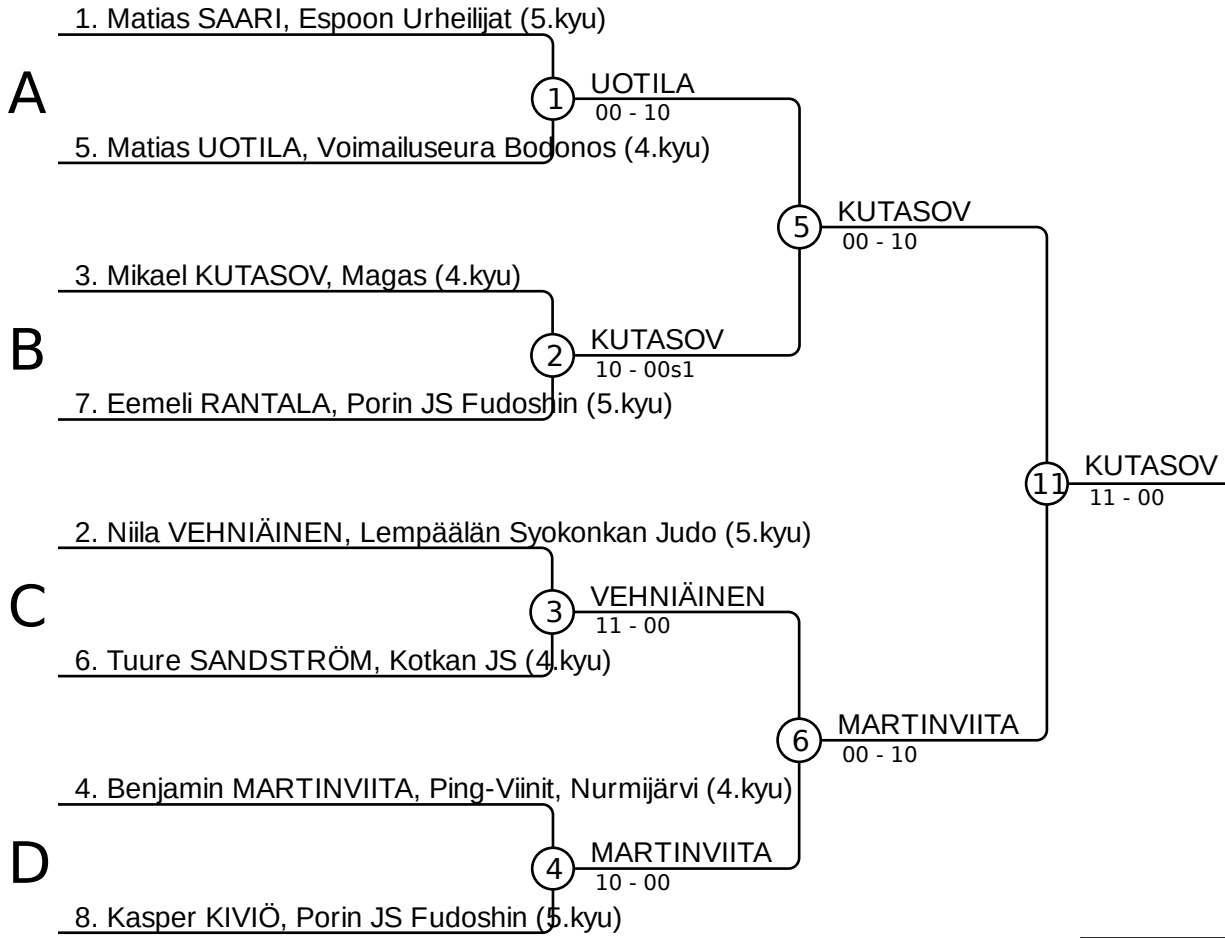 1. Matias SAARI, Espoon Urheilijat (5.kyu)
A
1
UOTILA
00 - 10
5. Matias UOTILA, Voimailuseura Bodonos (4.kyu)
5
KUTASOV
00 - 10
3. Mikael KUTASOV, Magas (4.kyu)
B
2
KUTASOV
10 - 00s1
7. Eemeli RANTALA, Porin JS Fudoshin (5.kyu)
11
KUTASOV
11 - 00
2. Niila VEHNIÄINEN, Lempäälän Syokonkan Judo (5.kyu)
C
3
VEHNIÄINEN
11 - 00
6. Tuure SANDSTRÖM, Kotkan JS (4.kyu)
6
MARTINVIITA
00 - 10
4. Benjamin MARTINVIITA, Ping-Viinit, Nurmijärvi (4.kyu)
D
4
MARTINVIITA
10 - 00
8. Kasper KIVIÖ, Porin JS Fudoshin (5.kyu)